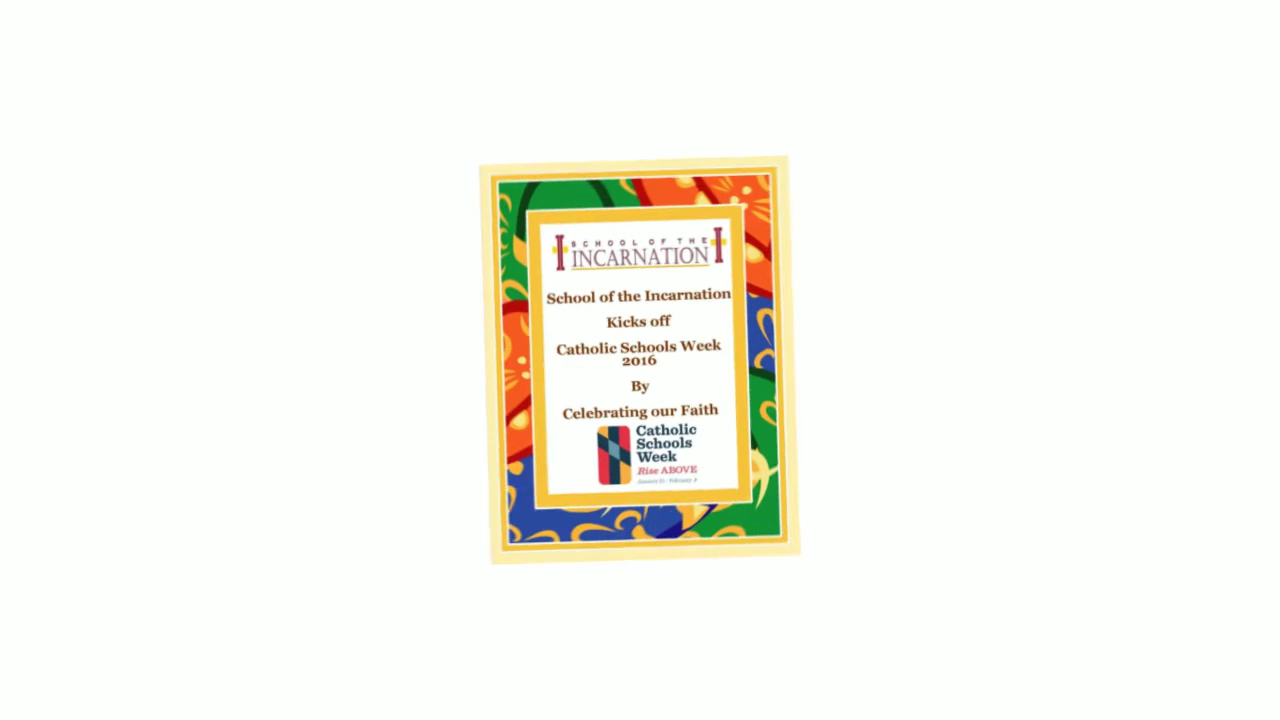 SCHOOL OF THE
INCARNATION
School of the Incarnation
Kicks off
Catholic Schools Week
2016
By
Celebrating our Faith
Catholic
Schools
Week
Rise ABOVE